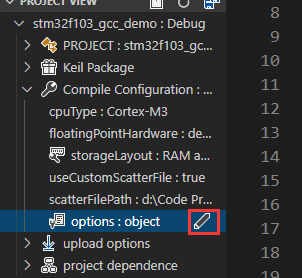 PROJECT VIEW
stm32f103_gcc_demo : Debug
PROJECT : stm32f103_gc...
Keil Package
Compile Configuration : ...
cpuType : Cortex-M3
floatingPointHardware : de...
storageLayout : RAM a...
useCustomScatterFile : true
scatterFilePath : d:\Code Pr...
options : object
upload options
project dependence
8
9
10
11
12
13
14
15
16
17
18
19
20